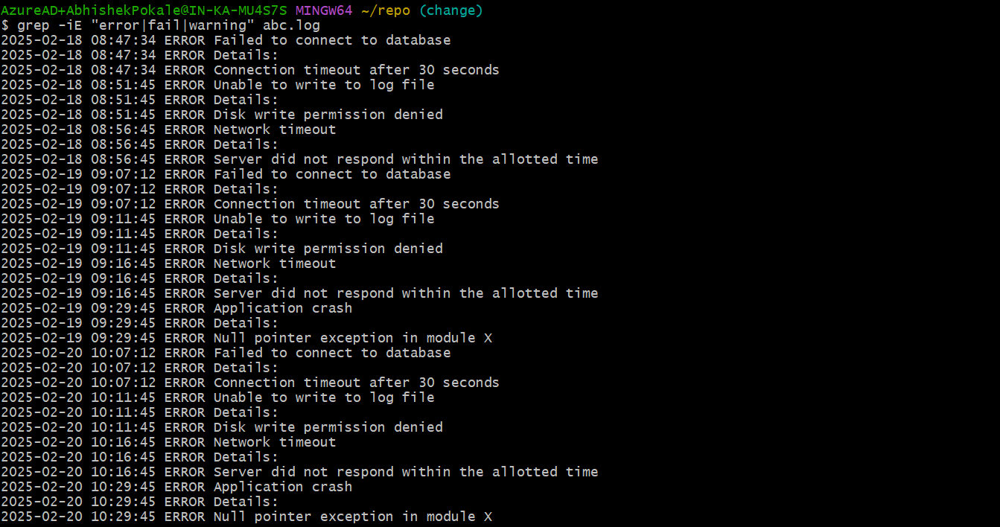 AzureAD+AbhishekPokale@IN-KA-MU4S7S MINGW64 ~/repo (change)
$ grep -iE "error|fail|warning" abc.log
2025-02-18 08:47:34 ERROR Failed to connect to database
2025-02-18 08:47:34 ERROR Details:
2025-02-18 08:47:34 ERROR Connection timeout after 30 seconds
2025-02-18 08:51:45 ERROR Unable to write to log file
2025-02-18 08:51:45 ERROR Details:
2025-02-18 08:51:45 ERROR Disk write permission denied
2025-02-18 08:56:45 ERROR Network timeout
2025-02-18 08:56:45 ERROR Details:
2025-02-18 08:56:45 ERROR Server did not respond within the allotted time
2025-02-19 09:07:12 ERROR Failed to connect to database
2025-02-19 09:07:12 ERROR Details:
2025-02-19 09:07:12 ERROR Connection timeout after 30 seconds
2025-02-19 09:11:45 ERROR Unable to write to log file
2025-02-19 09:11:45 ERROR Details:
2025-02-19 09:11:45 ERROR Disk write permission denied
2025-02-19 09:16:45 ERROR Network timeout
2025-02-19 09:16:45 ERROR Details:
2025-02-19 09:16:45 ERROR Server did not respond within the allotted time
2025-02-19 09:29:45 ERROR Application crash
2025-02-19 09:29:45 ERROR Details:
2025-02-19 09:29:45 ERROR Null pointer exception in module X
2025-02-20 10:07:12 ERROR Failed to connect to database
2025-02-20 10:07:12 ERROR Details:
2025-02-20 10:07:12 ERROR Connection timeout after 30 seconds
2025-02-20 10:11:45 ERROR Unable to write to log file
2025-02-20 10:11:45 ERROR Details:
2025-02-20 10:11:45 ERROR Disk write permission denied
2025-02-20 10:16:45 ERROR Network timeout
2025-02-20 10:16:45 ERROR Details:
2025-02-20 10:16:45 ERROR Server did not respond within the allotted time
2025-02-20 10:29:45 ERROR Application crash
2025-02-20 10:29:45 ERROR Details:
2025-02-20 10:29:45 ERROR Null pointer exception in module X